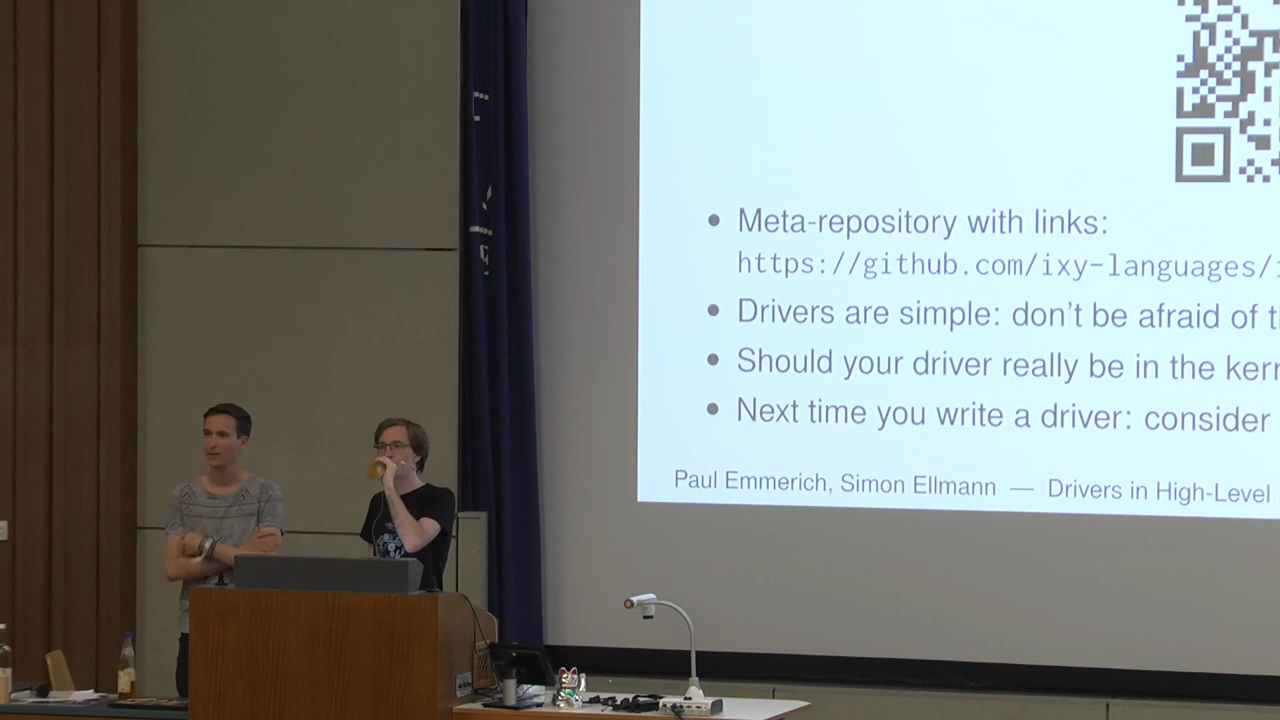 Meta-repository with links:
https://github.com/ixy-languages/
Drivers are simple: don't be afraid of
Should your driver really be in the
Next time you write a driver: consider
Paul Emmerich, Simon Ellmann — Drivers in High-Level